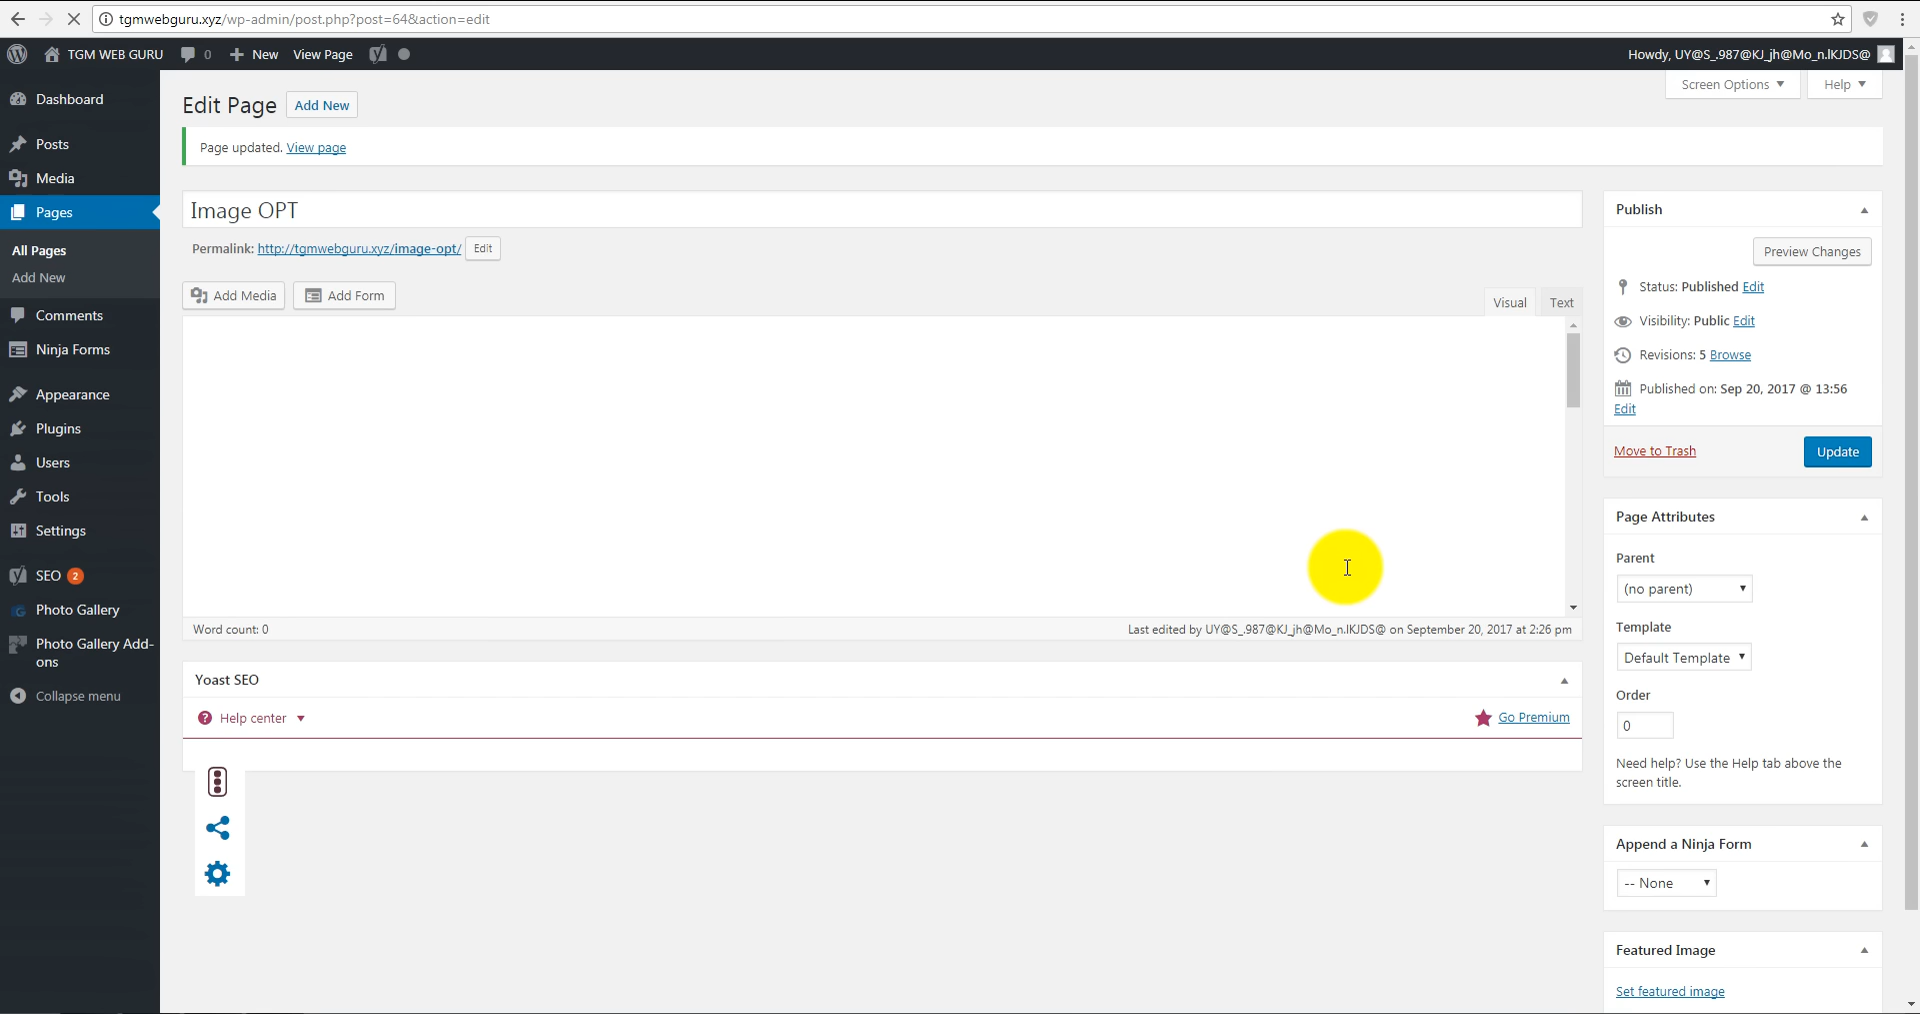 tgmwebguru.xyz/wp-admin/post.php?post=64&action=edit
TGM WEB GURU 0 New View Page
Howdy, UY@S_.987@KJ_jh@Mo_n.lKJDS@
Screen Options Help
Dashboard
Posts
Media
Pages
All Pages
Add New
Comments
Ninja Forms
Appearance
Plugins
Users
Tools
Settings
SEO 2
Photo Gallery
Photo Gallery Add-
ons
Collapse menu
Edit Page Add New
Page updated. View page
Image OPT
Permalink: http://tgmwebguru.xyz/image-opt/ Edit
Add Media Add Form
Visual Text
Word count: 0
Last edited by UY@S_.987@KJ_jh@Mo_n.lKJDS@ on September 20, 2017 at 2:26 pm
Yoast SEO
Help center
Go Premium
Publish
Preview Changes
Status: Published Edit
Visibility: Public Edit
Revisions: 5 Browse
Published on: Sep 20, 2017 @ 13:56
Edit
Move to Trash Update
Page Attributes
Parent
(no parent)
Template
Default Template
Order
0
Need help? Use the Help tab above the
screen title.
Append a Ninja Form
-- None
Featured Image
Set featured image